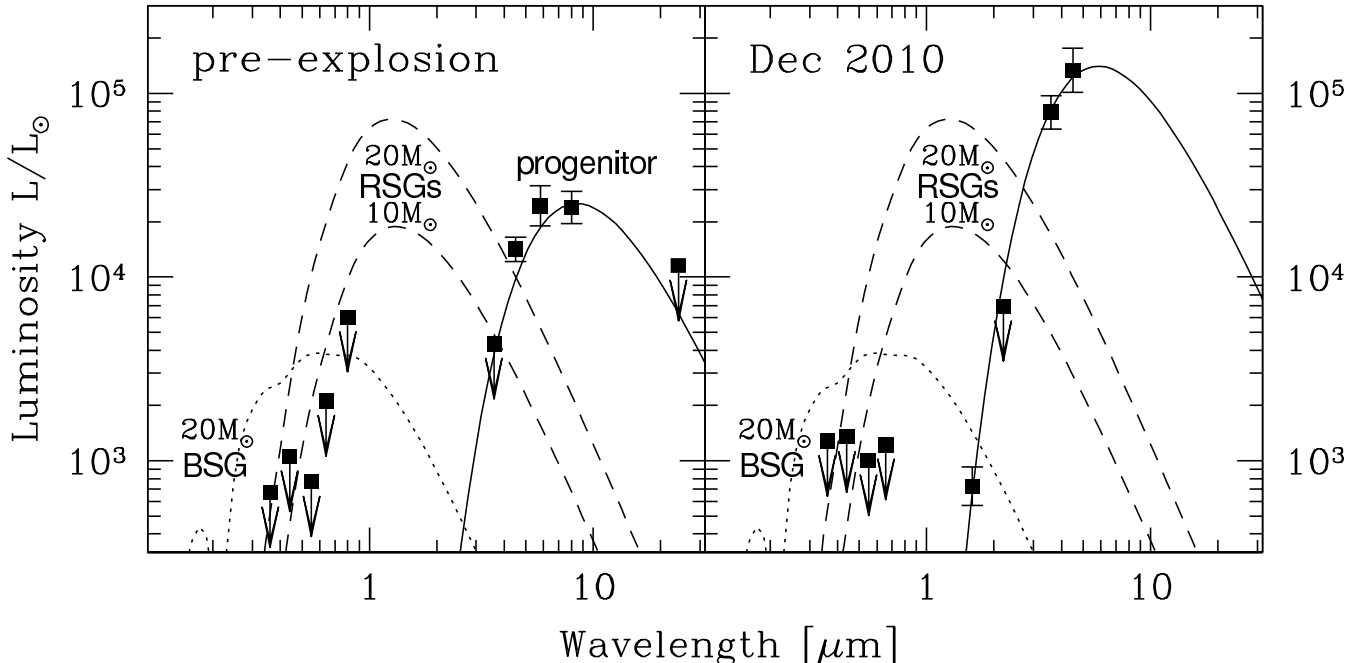 pre-explosion
Dec 2010
10⁵
10⁴
10³
Luminosity L/L☉
20M☉
RSGs
10M☉
progenitor
20M☉
BSG
20M☉
RSGs
10M☉
20M☉
BSG
10⁵
10⁴
10³
1
10
1
10
Wavelength [μm]